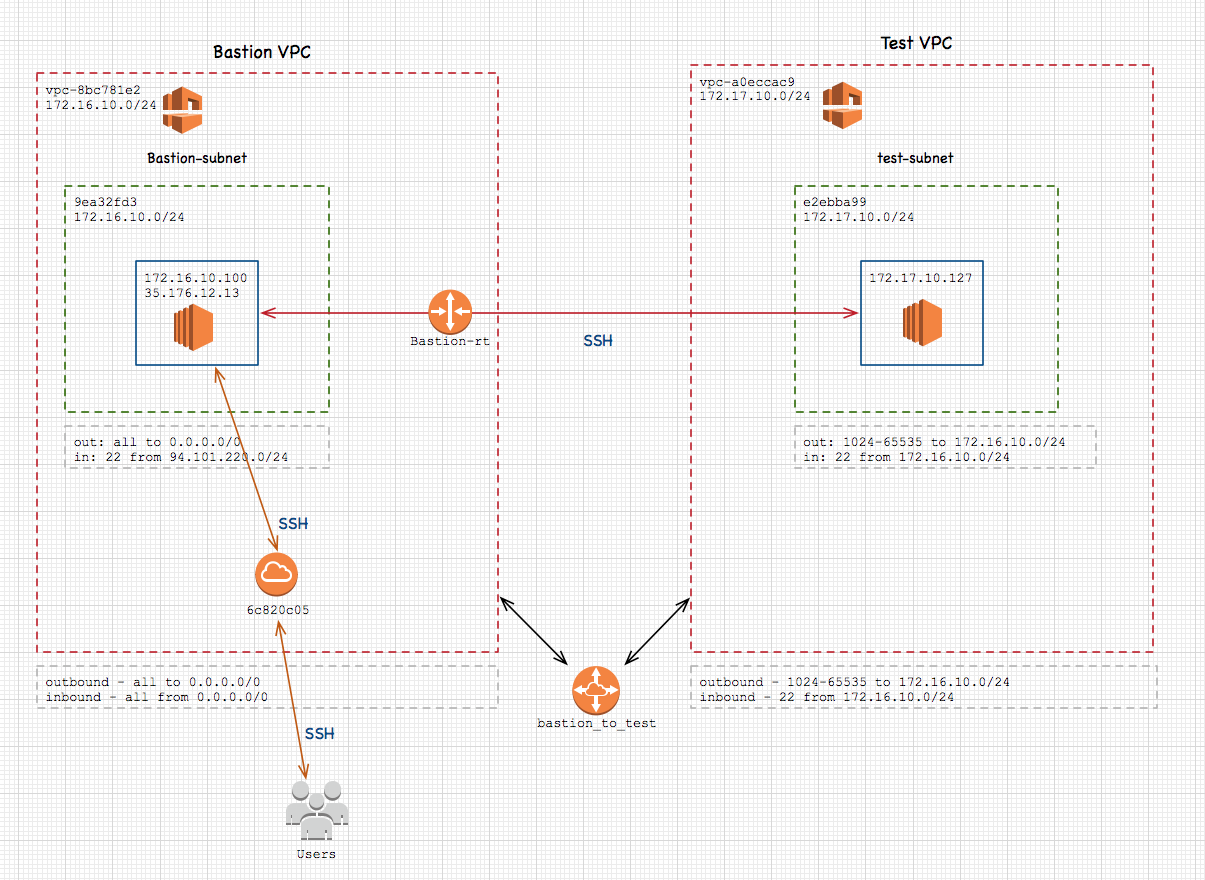 Bastion VPC
Test VPC
vpc-8bc781e2
172.16.10.0/24
vpc-a0eccac9
172.17.10.0/24
Bastion-subnet
test-subnet
9ea32fd3
172.16.10.0/24
e2ebba99
172.17.10.0/24
172.16.10.100
35.176.12.13
172.17.10.127
Bastion-rt
SSH
out: all to 0.0.0.0/0
in: 22 from 94.101.220.0/24
out: 1024-65535 to 172.16.10.0/24
in: 22 from 172.16.10.0/24
SSH
6c820c05
outbound - all to 0.0.0.0/0
inbound - all from 0.0.0.0/0
outbound - 1024-65535 to 172.16.10.0/24
inbound - 22 from 172.16.10.0/24
bastion_to_test
SSH
Users